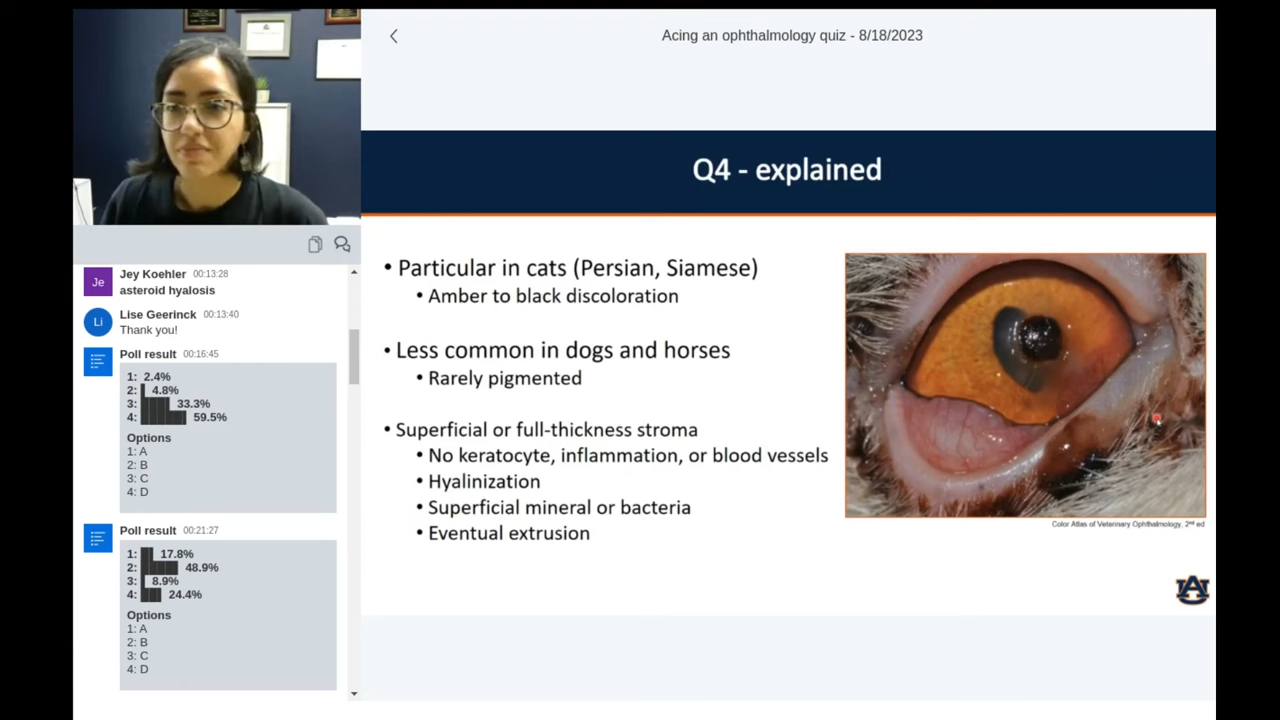 Acing an ophthalmology quiz - 8/18/2023
Jey Koehler 00:13:28
Je
asteroid hyalosis
Lise Geerinck 00:13:40
Li
Thank you!
Poll result 00:16:45
1: 2.4%
2: 4.8%
3: 33.3%
4: 59.5%
Options
1: A
2: B
3: C
4: D
Poll result 00:21:27
1: 17.8%
2: 48.9%
3: 8.9%
4: 24.4%
Options
1: A
2: B
3: C
4: D
Q4 - explained
• Particular in cats (Persian, Siamese)
• Amber to black discoloration
• Less common in dogs and horses
• Rarely pigmented
• Superficial or full-thickness stroma
• No keratocyte, inflammation, or blood vessels
• Hyalinization
• Superficial mineral or bacteria
• Eventual extrusion
Color Atlas of Veterinary Ophthalmology, 2nd ed
AU